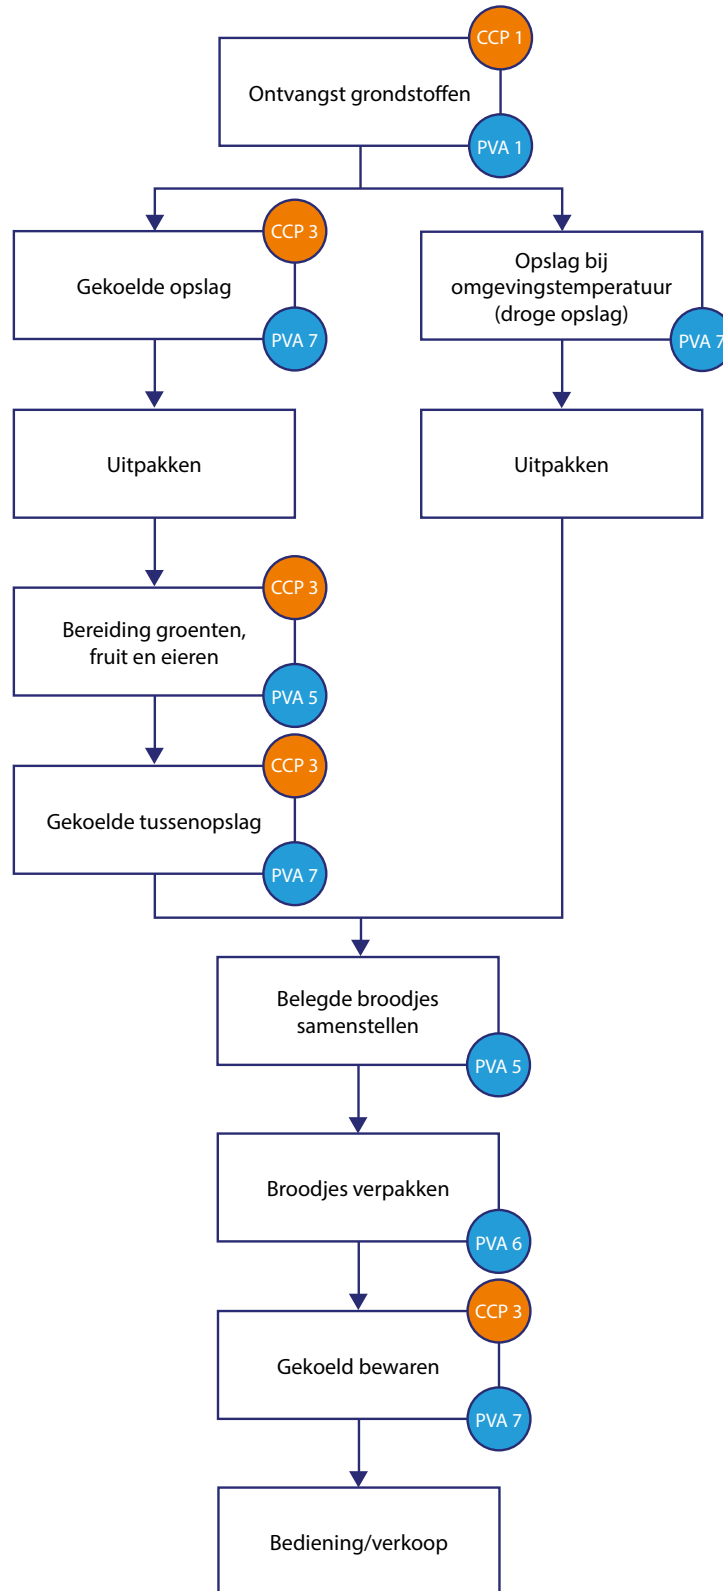 CCP 1
Ontvangst grondstoffen
PVA 1
CCP 3
Gekoelde opslag
PVA 7
Opslag bij
omgevingstemperatuur
(droge opslag)
PVA 7
Uitpakken
Uitpakken
CCP 3
Bereiding groenten,
fruit en eieren
PVA 5
CCP 3
Gekoelde tussenopslag
PVA 7
Belegde broodjes
samenstellen
PVA 5
Broodjes verpakken
PVA 6
CCP 3
Gekoeld bewaren
PVA 7
Bediening/verkoop